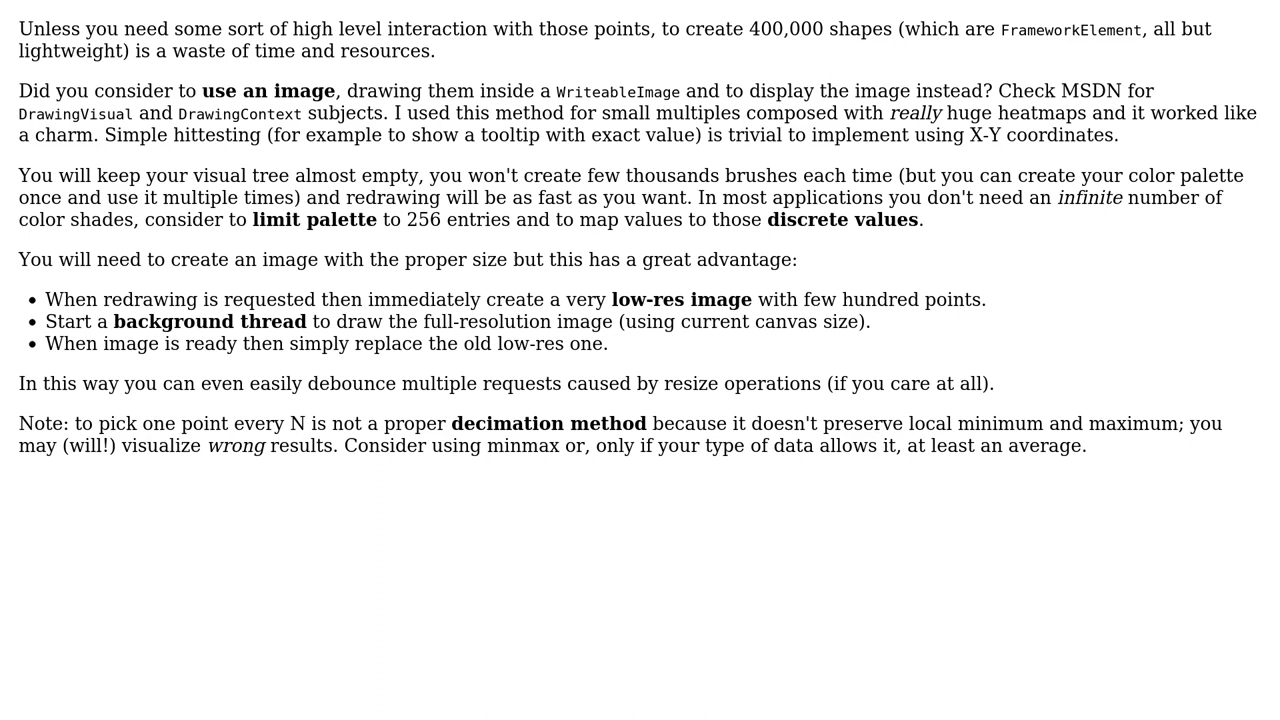 Unless you need some sort of high level interaction with those points, to create 400,000 shapes (which are FrameworkElement, all but
lightweight) is a waste of time and resources.
Did you consider to use an image, drawing them inside a WriteableImage and to display the image instead? Check MSDN for
DrawingVisual and DrawingContext subjects. I used this method for small multiples composed with really huge heatmaps and it worked like
a charm. Simple hittesting (for example to show a tooltip with exact value) is trivial to implement using X-Y coordinates.
You will keep your visual tree almost empty, you won't create few thousands brushes each time (but you can create your color palette
once and use it multiple times) and redrawing will be as fast as you want. In most applications you don't need an infinite number of
color shades, consider to limit palette to 256 entries and to map values to those discrete values.
You will need to create an image with the proper size but this has a great advantage:
• When redrawing is requested then immediately create a very low-res image with few hundred points.
• Start a background thread to draw the full-resolution image (using current canvas size).
• When image is ready then simply replace the old low-res one.
In this way you can even easily debounce multiple requests caused by resize operations (if you care at all).
Note: to pick one point every N is not a proper decimation method because it doesn't preserve local minimum and maximum; you
may (will!) visualize wrong results. Consider using minmax or, only if your type of data allows it, at least an average.